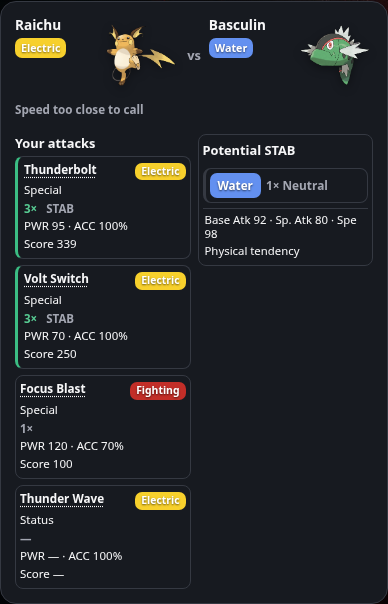 Raichu
Electric
vs
Basculin
Water
Speed too close to call
Your attacks
Thunderbolt
Electric
Special
3× STAB
PWR 95 · ACC 100%
Score 339
Volt Switch
Electric
Special
3× STAB
PWR 70 · ACC 100%
Score 250
Focus Blast
Fighting
Special
1×
PWR 120 · ACC 70%
Score 100
Thunder Wave
Electric
Status
—
PWR — · ACC 100%
Score —
Potential STAB
Water 1× Neutral
Base Atk 92 · Sp. Atk 80 · Spe
98
Physical tendency